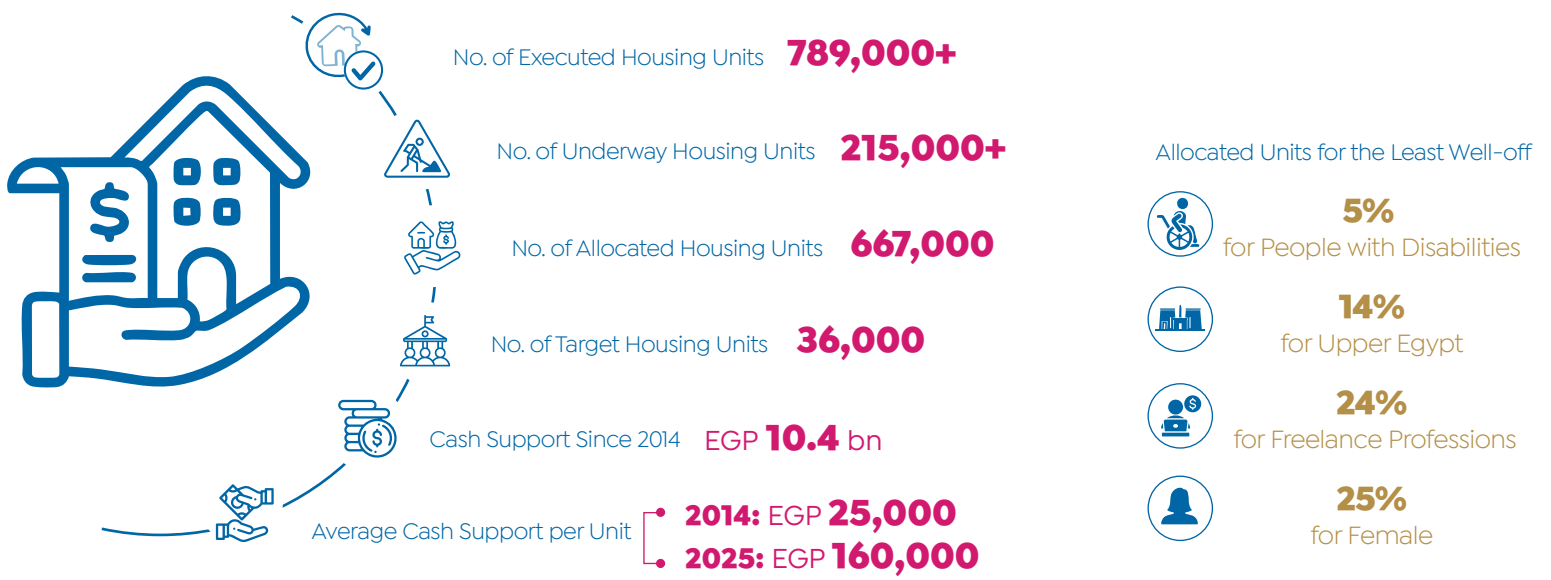 No. of Executed Housing Units 789,000+
No. of Underway Housing Units 215,000+
No. of Allocated Housing Units 667,000
No. of Target Housing Units 36,000
Cash Support Since 2014 EGP 10.4 bn
Average Cash Support per Unit
2014: EGP 25,000
2025: EGP 160,000
Allocated Units for the Least Well-off
5%
for People with Disabilities
14%
for Upper Egypt
24%
for Freelance Professions
25%
for Female